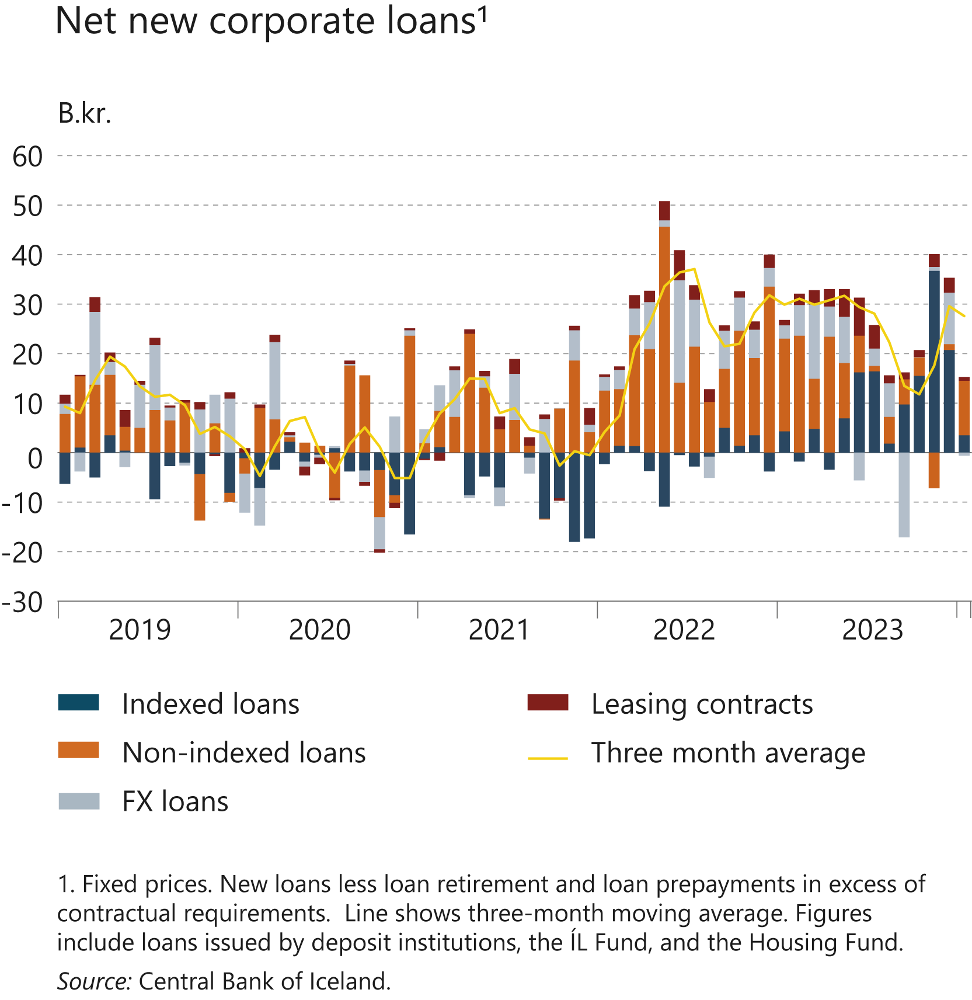 Net new corporate loans¹
B.kr.
60
50
40
30
20
10
0
-10
-20
-30
2019 2020 2021 2022 2023
Indexed loans
Non-indexed loans
FX loans
Leasing contracts
Three month average
1. Fixed prices. New loans less loan retirement and loan prepayments in excess of
contractual requirements.  Line shows three-month moving average. Figures
include loans issued by deposit institutions, the ÍL Fund, and the Housing Fund.
Source: Central Bank of Iceland.